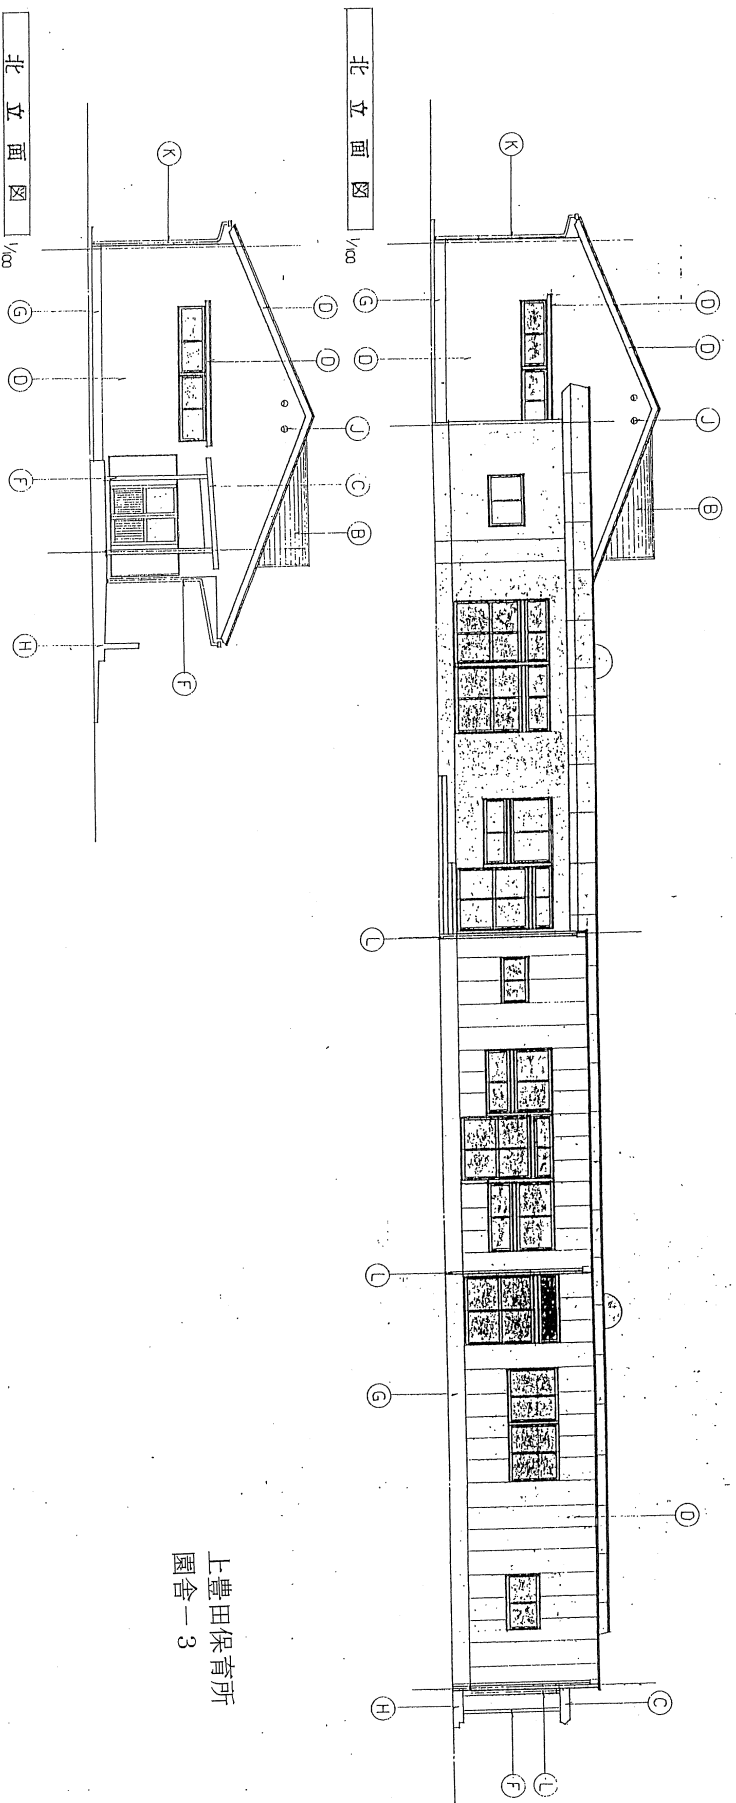 D D J B
D
C
L
F
K
G D L L G H
北立面図 1/100
D D J C B
F
K
G D F H
北立面図 1/100
上豊田保育所
園舎－3